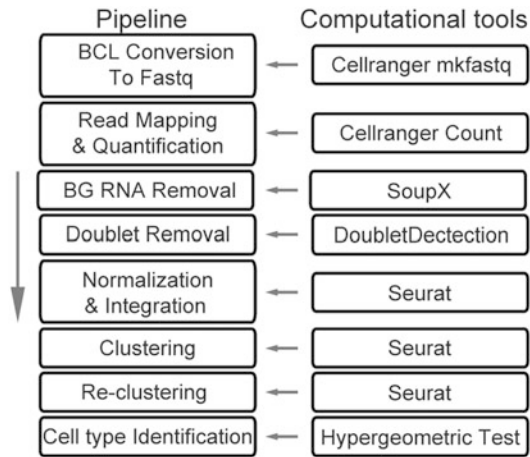 Pipeline
Computational tools
BCL Conversion
To Fastq
Cellranger mkfastq
Read Mapping
& Quantification
Cellranger Count
BG RNA Removal
SoupX
Doublet Removal
DoubletDectection
Normalization
& Integration
Seurat
Clustering
Seurat
Re-clustering
Seurat
Cell type Identification
Hypergeometric Test